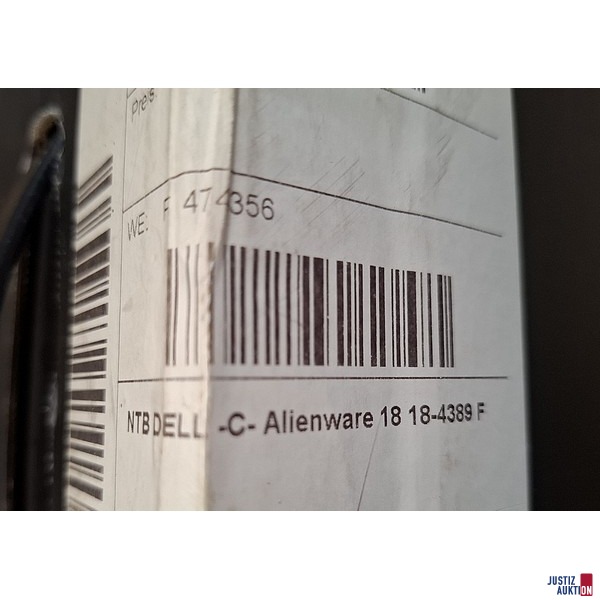 Preis
WE: P 474356
NTB DELL -C- Alienware 18 18-4389 F
JUSTIZ
AUKTION